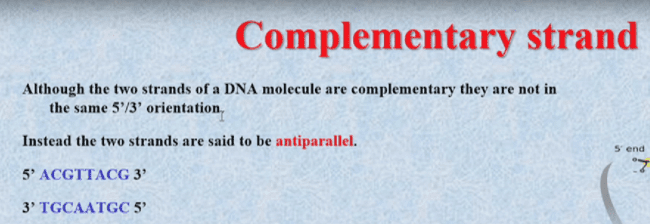 Complementary strand
Although the two strands of a DNA molecule are complementary they are not in
the same 5’/3’ orientation.
Instead the two strands are said to be antiparallel.
5’ ACGTTACG 3’
3’ TGCAATGC 5’
5' end